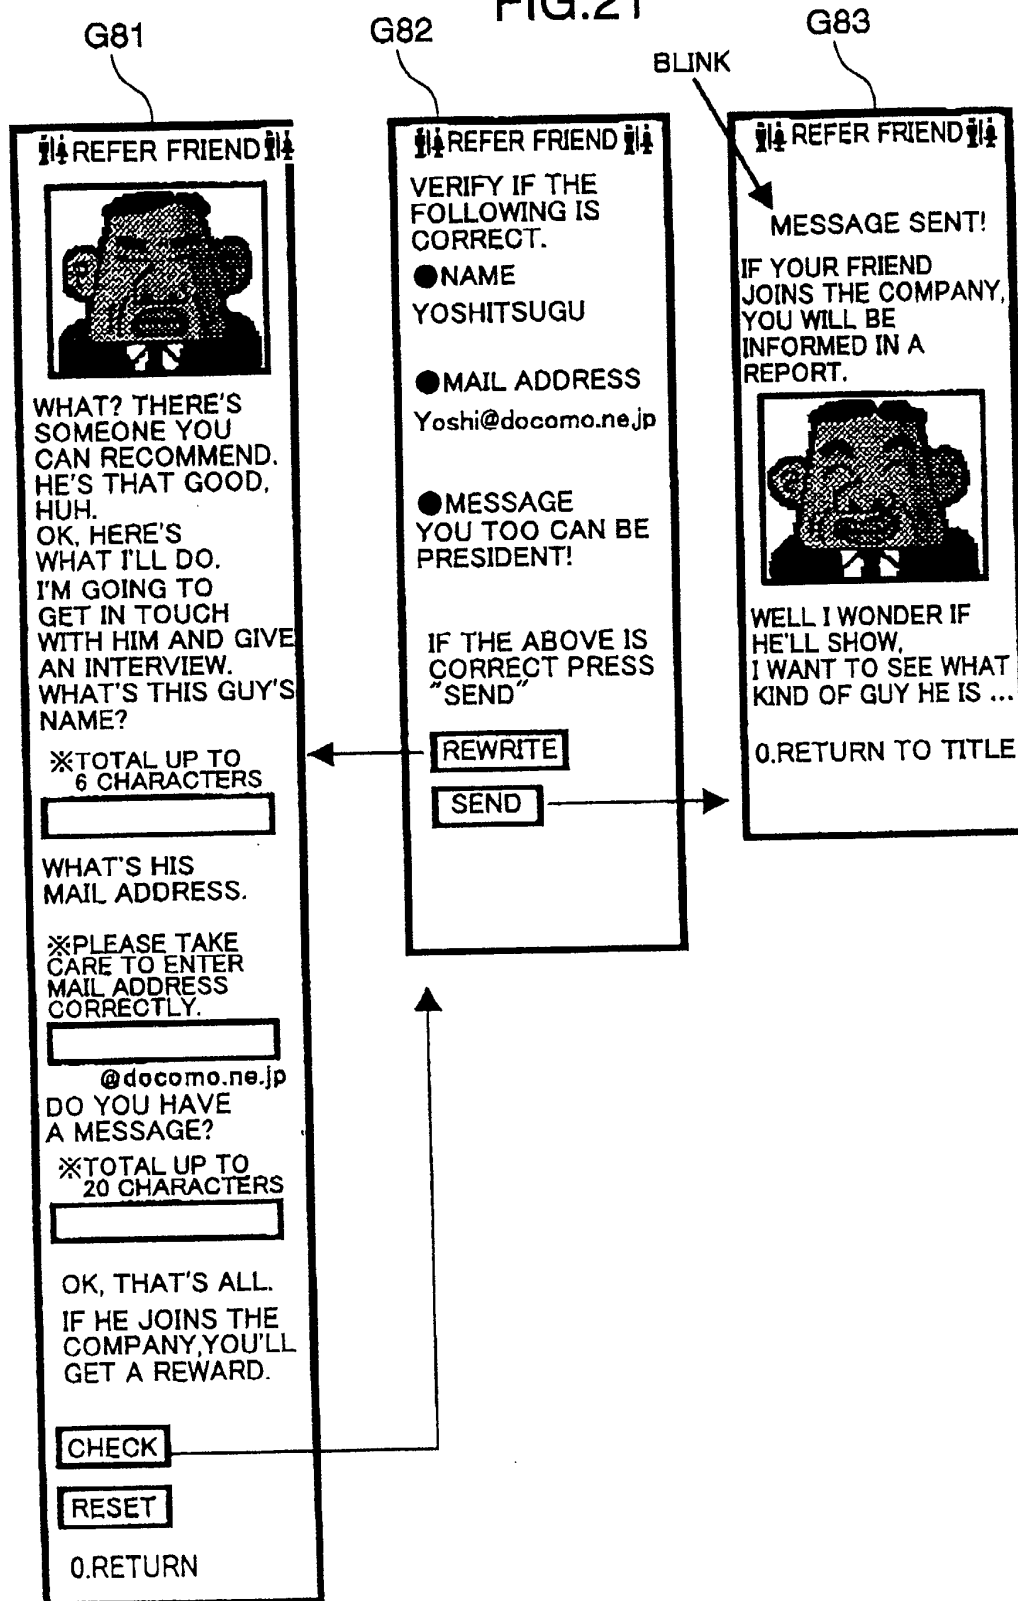 FIG.21
G81
REFER FRIEND
WHAT? THERE'S
SOMEONE YOU
CAN RECOMMEND.
HE'S THAT GOOD,
HUH.
OK, HERE'S
WHAT I'LL DO.
I'M GOING TO
GET IN TOUCH
WITH HIM AND GIVE
AN INTERVIEW.
WHAT'S THIS GUY'S
NAME?
※TOTAL UP TO
6 CHARACTERS
WHAT'S HIS
MAIL ADDRESS.
※PLEASE TAKE
CARE TO ENTER
MAIL ADDRESS
CORRECTLY.
@docomo.ne.jp
DO YOU HAVE
A MESSAGE?
※TOTAL UP TO
20 CHARACTERS
OK, THAT'S ALL.
IF HE JOINS THE
COMPANY,YOU'LL
GET A REWARD.
CHECK
RESET
0.RETURN
G82
REFER FRIEND
VERIFY IF THE
FOLLOWING IS
CORRECT.
●NAME
YOSHITSUGU
●MAIL ADDRESS
Yoshi@docomo.ne.jp
●MESSAGE
YOU TOO CAN BE
PRESIDENT!
IF THE ABOVE IS
CORRECT PRESS
"SEND"
REWRITE
SEND
G83
BLINK
REFER FRIEND
MESSAGE SENT!
IF YOUR FRIEND
JOINS THE COMPANY,
YOU WILL BE
INFORMED IN A
REPORT.
WELL I WONDER IF
HE'LL SHOW,
I WANT TO SEE WHAT
KIND OF GUY HE IS ...
0.RETURN TO TITLE